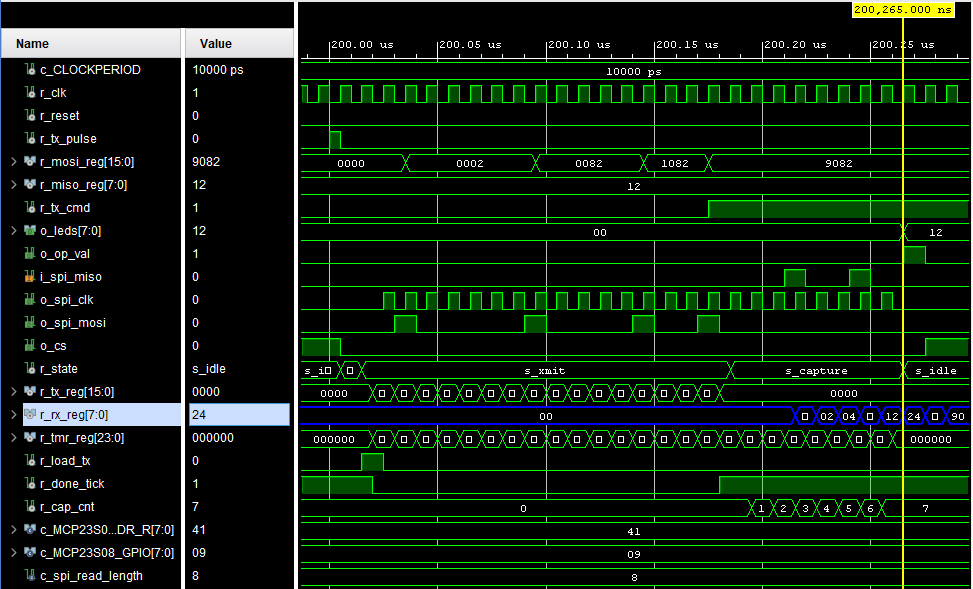 200,265.000 ns
Name Value
200.00 us 200.05 us 200.10 us 200.15 us 200.20 us 200.25 us
c_CLOCKPERIOD 10000 ps 10000 ps
r_clk 1
r_reset 0
r_tx_pulse 0
r_mosi_reg[15:0] 9082 0000 0002 0082 1082 9082
r_miso_reg[7:0] 12 12
r_tx_cmd 1
o_leds[7:0] 12 00 12
o_op_val 1
i_spi_miso 0
o_spi_clk 0
o_spi_mosi 0
o_cs 0
r_state s_idle s_i s_xmit s_capture s_idle
r_tx_reg[15:0] 0000 0000 0000
r_rx_reg[7:0] 24 00 02 04 12 24 90
r_tmr_reg[23:0] 000000 000000 000000
r_load_tx 0
r_done_tick 1
r_cap_cnt 7 0 1 2 3 4 5 6 7
c_MCP23S0...DR_R[7:0] 41 41
c_MCP23S08_GPIO[7:0] 09 09
c_spi_read_length 8 8